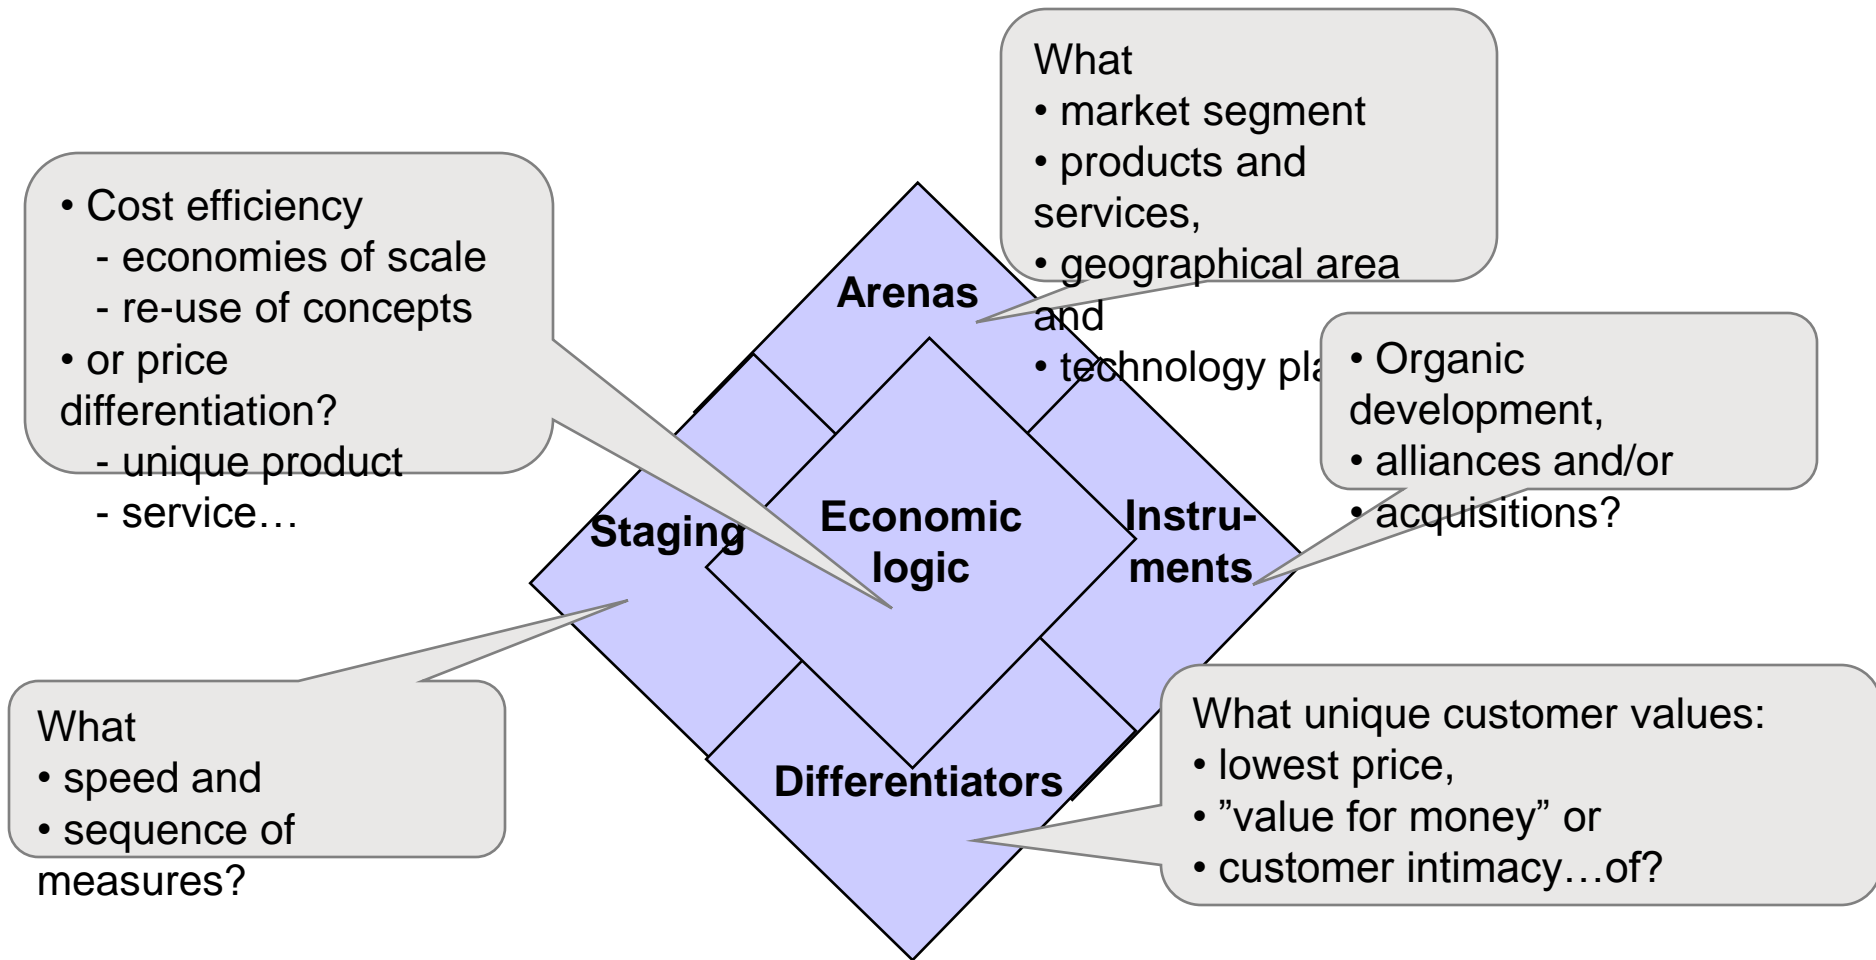 What
• market segment
• products and
services,
• geographical area
and
• technology
• Cost efficiency
- economies of scale
- re-use of concepts
• or price
differentiation?
- unique product
- service…
Arenas
• Organic
development,
• alliances and/or
• acquisitions?
Staging
Economic
logic
Instru-
ments
What
• speed and
• sequence of
measures?
Differentiators
What unique customer values:
• lowest price,
• ”value for money” or
• customer intimacy…of?